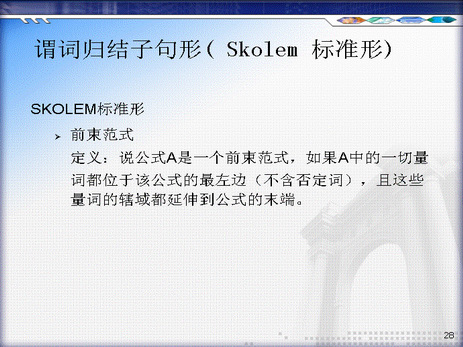 谓词归结子句形( Skolem 标准形)
SKOLEM标准形
➢ 前束范式
定义：说公式A是一个前束范式，如果A中的一切量
词都位于该公式的最左边（不含否定词），且这些
量词的辖域都延伸到公式的末端。
28